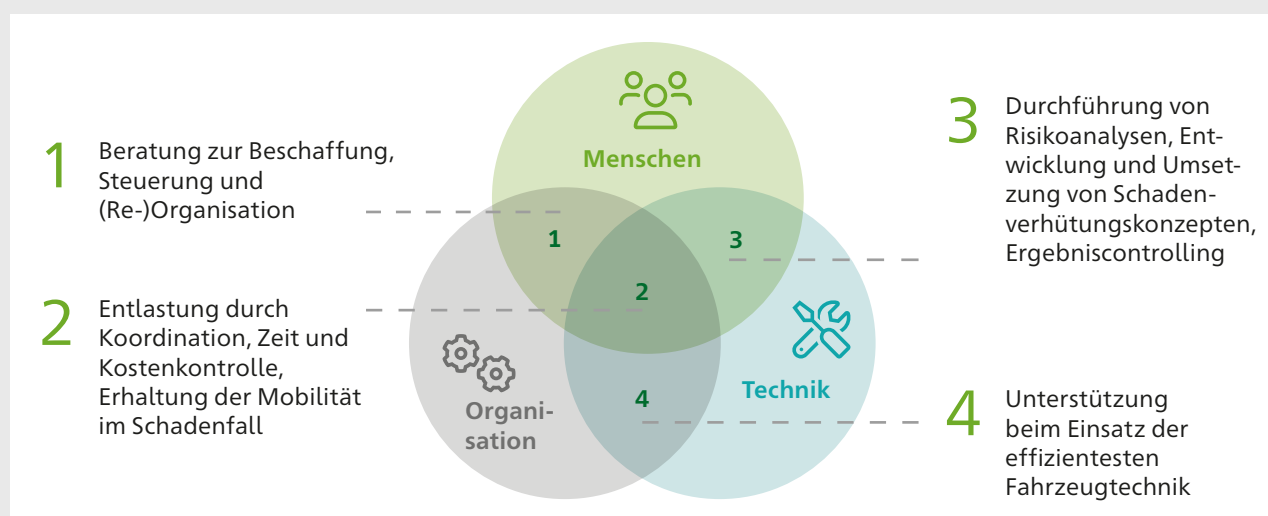 1
Beratung zur Beschaffung,
Steuerung und
(Re-)Organisation
2
Entlastung durch
Koordination, Zeit und
Kostenkontrolle,
Erhaltung der Mobilität
im Schadenfall
Menschen
1
3
2
4
Organi-
sation
Technik
3
Durchführung von
Risikoanalysen, Ent-
wicklung und Umset-
zung von Schaden-
verhütungskonzepten,
Ergebniscontrolling
4
Unterstützung
beim Einsatz der
effizientesten
Fahrzeugtechnik